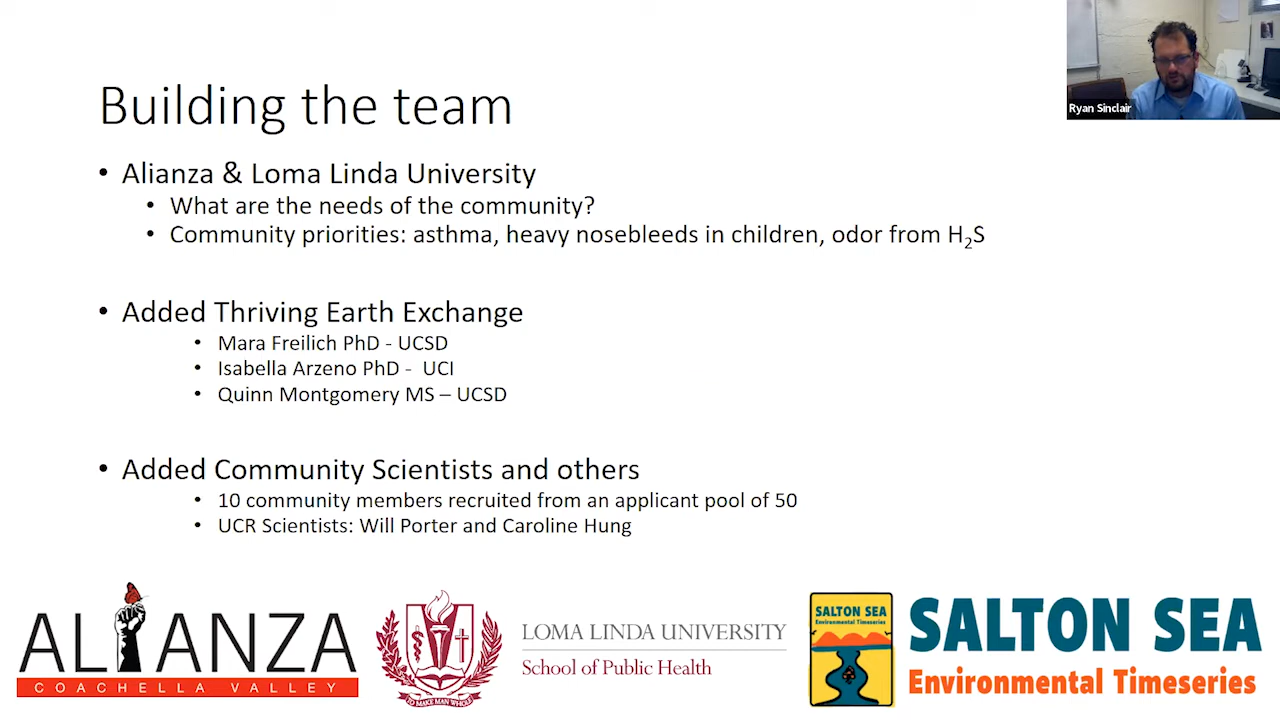 Building the team
Ryan Sinclair
• Alianza & Loma Linda University
• What are the needs of the community?
• Community priorities: asthma, heavy nosebleeds in children, odor from H₂S
• Added Thriving Earth Exchange
• Mara Freilich PhD - UCSD
• Isabella Arzeno PhD - UCI
• Quinn Montgomery MS – UCSD
• Added Community Scientists and others
• 10 community members recruited from an applicant pool of 50
• UCR Scientists: Will Porter and Caroline Hung
ALIANZA
COACHELLA VALLEY
TO MAKE MAN WHOLE
LOMA LINDA UNIVERSITY
School of Public Health
SALTON SEA
Environmental Timeseries
SALTON SEA
Environmental Timeseries